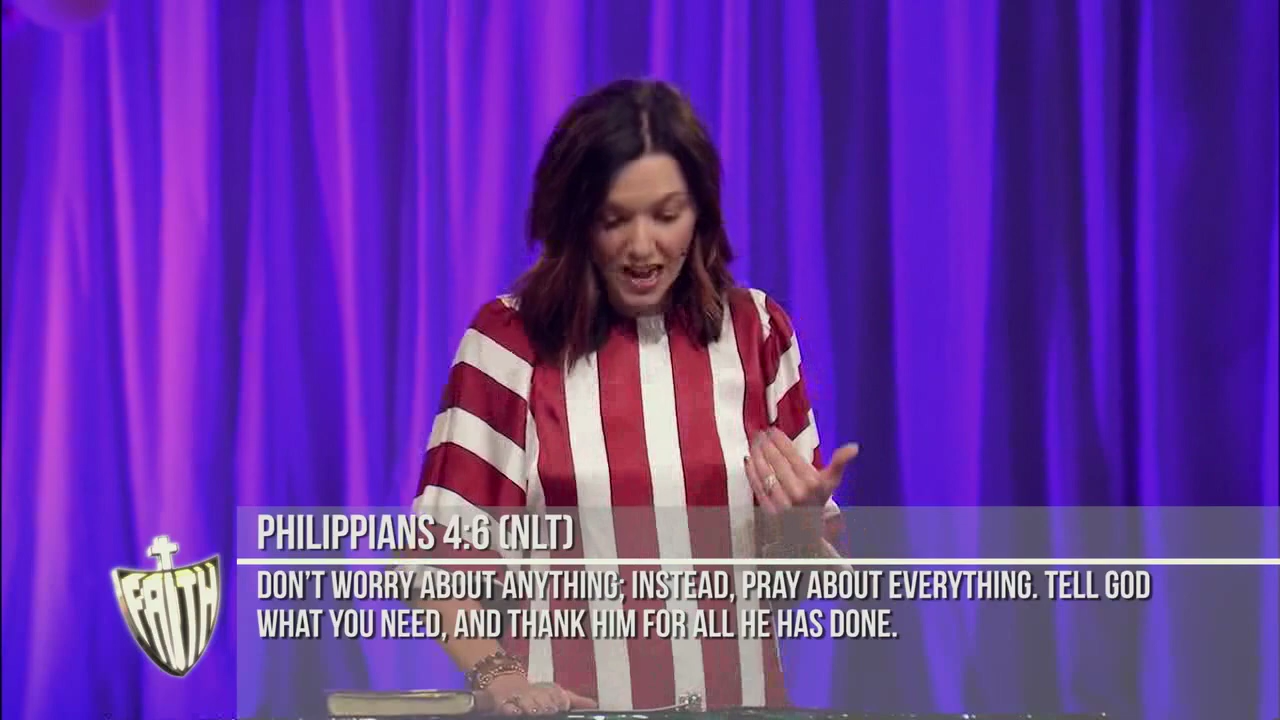 PHILIPPIANS 4:6 (NLT)
DON'T WORRY ABOUT ANYTHING; INSTEAD, PRAY ABOUT EVERYTHING. TELL GOD
WHAT YOU NEED, AND THANK HIM FOR ALL HE HAS DONE.
FAITH